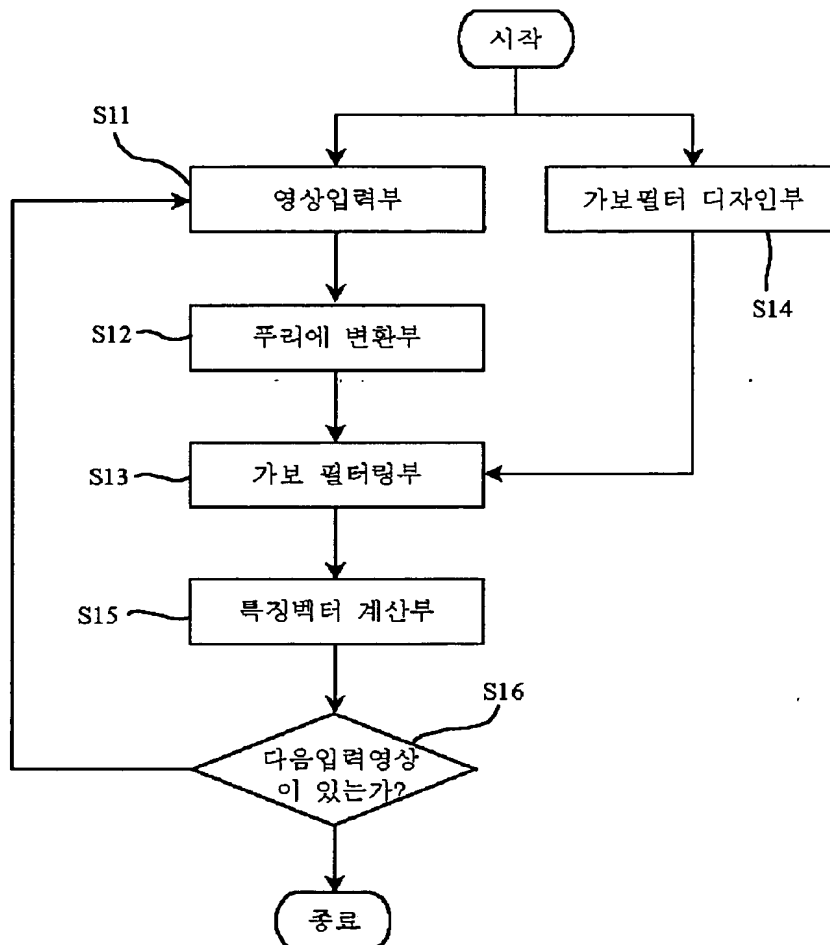 시작
S11
영상입력부
가보필터 디자인부
S14
S12
푸리에 변환부
S13
가보 필터링부
S15
특징벡터 계산부
S16
다음입력영상
이 있는가?
종료